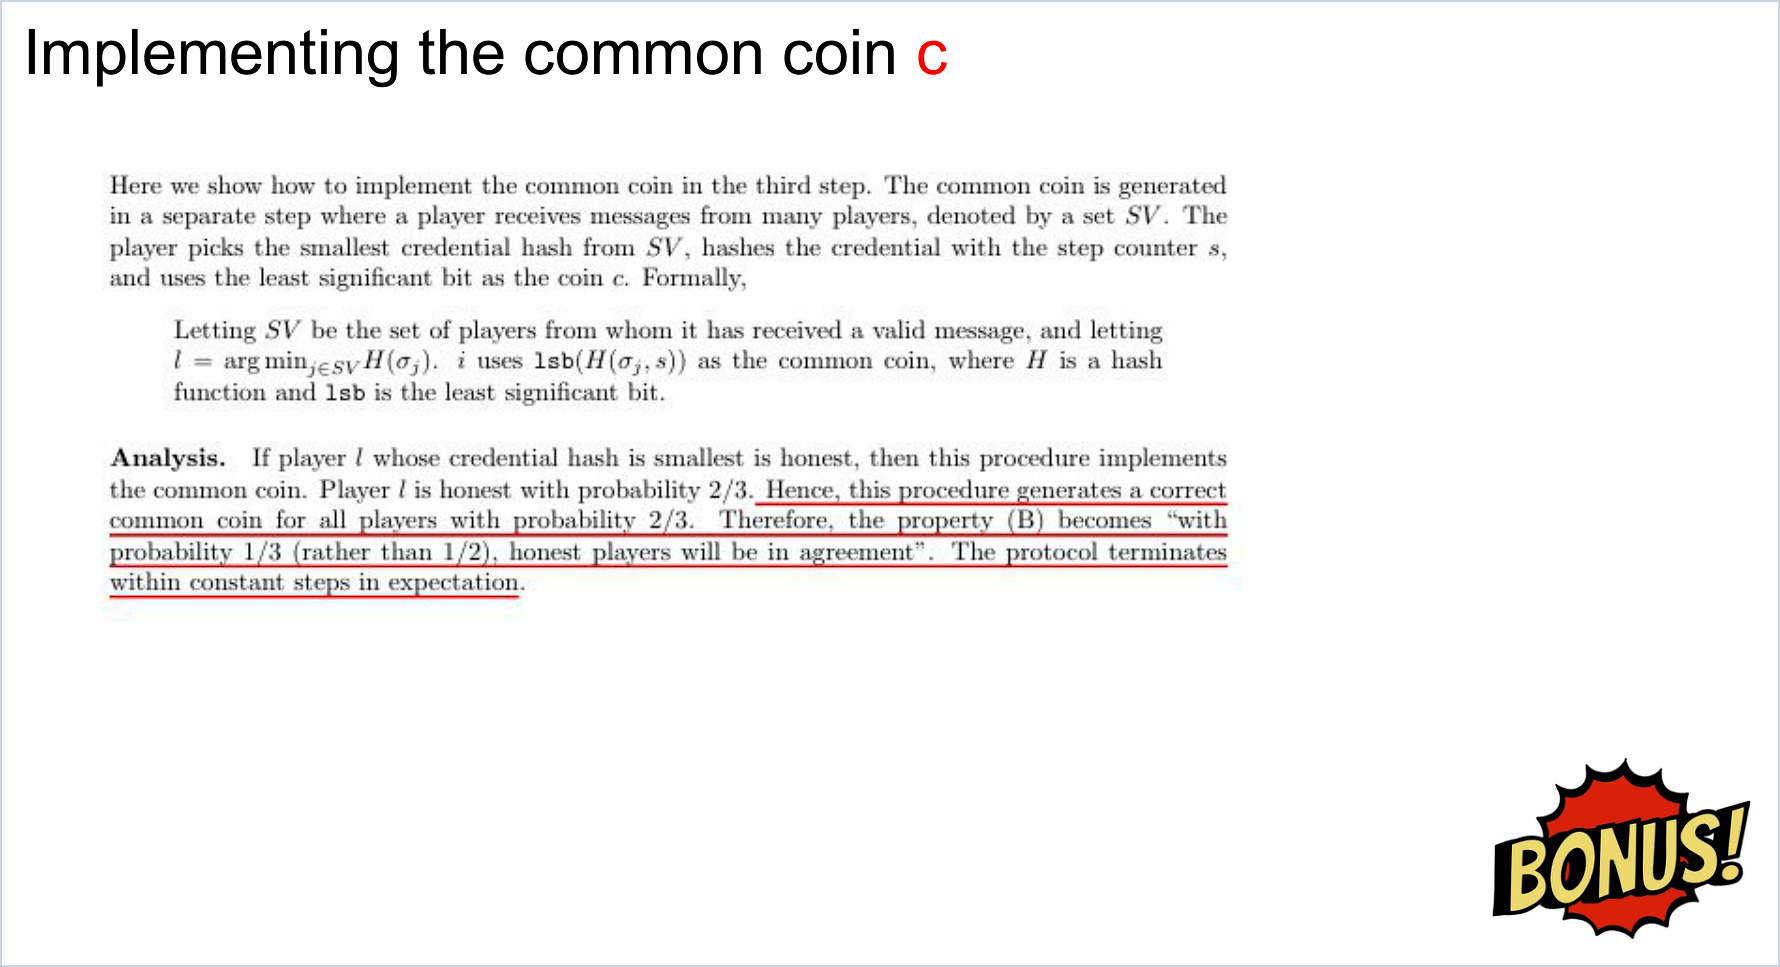 Implementing the common coin c
Here we show how to implement the common coin in the third step. The common coin is generated
in a separate step where a player receives messages from many players, denoted by a set SV. The
player picks the smallest credential hash from SV, hashes the credential with the step counter s,
and uses the least significant bit as the coin c. Formally,
Letting SV be the set of players from whom it has received a valid message, and letting
l = arg min_{j∈SV} H(σ_j). i uses lsb(H(σ_j, s)) as the common coin, where H is a hash
function and lsb is the least significant bit.
Analysis. If player l whose credential hash is smallest is honest, then this procedure implements
the common coin. Player l is honest with probability 2/3. Hence, this procedure generates a correct
common coin for all players with probability 2/3. Therefore, the property (B) becomes “with
probability 1/3 (rather than 1/2), honest players will be in agreement”. The protocol terminates
within constant steps in expectation.
BONUS!